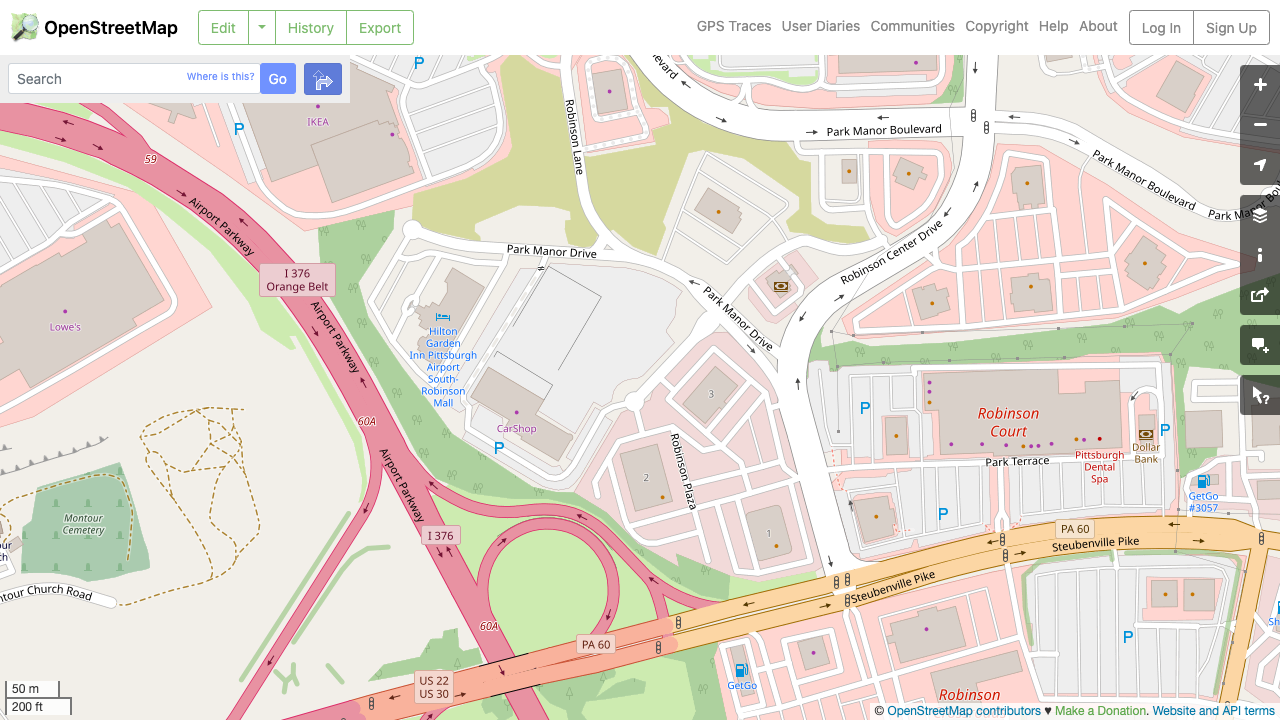 OpenStreetMap
Edit
History
Export
GPS Traces
User Diaries
Communities
Copyright
Help
About
Log In
Sign Up
Search
Where is this?
Go
IKEA
P
P
59
Airport Parkway
I 376
Orange Belt
Airport Parkway
Lowe's
60A
Airport Parkway
I 376
60A
Montour
Cemetery
Robinson Lane
Park Manor Drive
Park Manor Drive
Park Manor Boulevard
Park Manor Boulevard
Robinson Center Drive
Hilton
Garden
Inn Pittsburgh
Airport
South-
Robinson
Mall
CarShop
P
3
2
1
Robinson Plaza
P
Robinson
Court
Park Terrace
Pittsburgh
Dental
Spa
Dollar
Bank
P
P
GetGo
#3057
PA 60
Steubenville Pike
Steubenville Pike
PA 60
US 22
US 30
GetGo
P
Robinson
50 m
200 ft
© OpenStreetMap contributors ♥ Make a Donation. Website and API terms